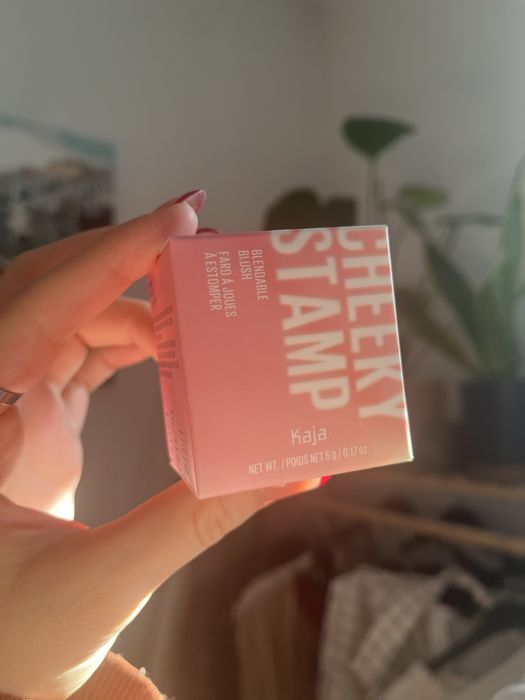 CHEEKY
STAMP
BLENDABLE
BLUSH
FARD À JOUES
À ESTOMPER
Kaja.
NET WT. / POIDS NET 5 g / 0.17 oz.